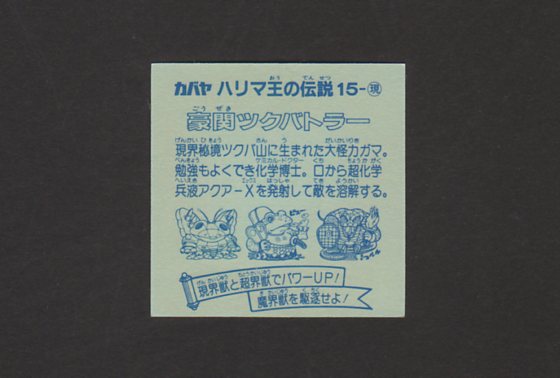 カバヤ ハリマ王の伝説 15-現
豪関ツクバトラー
現界秘境ツクバ山に生まれた大怪力ガマ。
勉強もよくでき化学博士。口から超化学
兵液アクア-Xを発射して敵を溶解する。
現界獣と超界獣でパワーUP!
魔界獣を駆逐せよ!